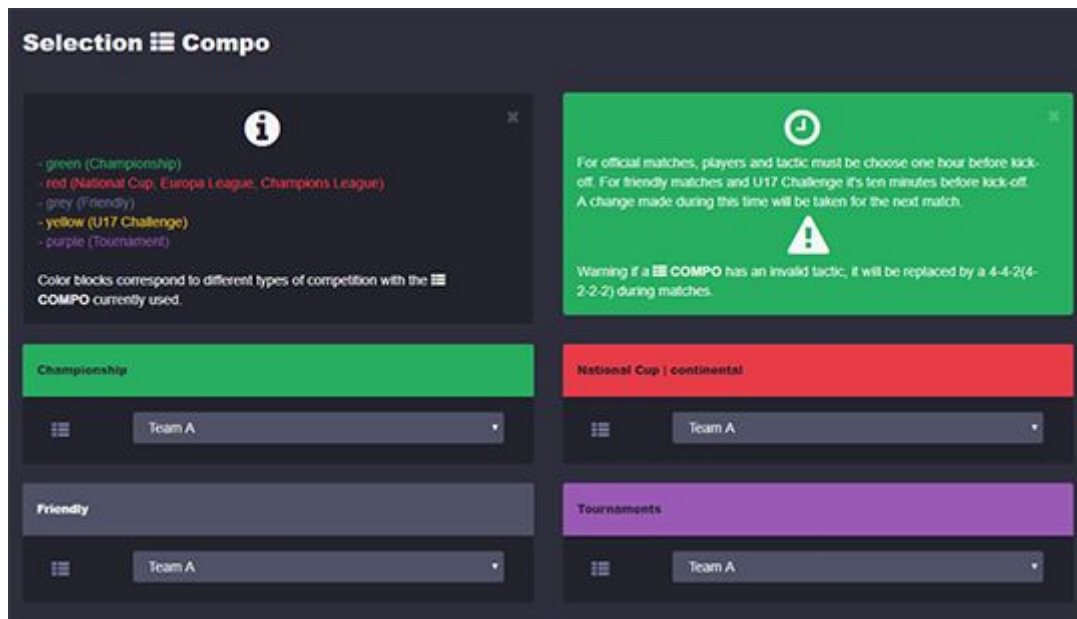 Selection Compo
- green (Championship)
- red (National Cup, Europa League, Champions League)
- grey (Friendly)
- yellow (U17 Challenge)
- purple (Tournament)
Color blocks correspond to different types of competition with the
COMPO currently used.
For official matches, players and tactic must be choose one hour before kick-
off. For friendly matches and U17 Challenge it's ten minutes before kick-off.
A change made during this time will be taken for the next match.
Warning if a COMPO has an invalid tactic, it will be replaced by a 4-4-2(4-
2-2-2) during matches.
Championship
Team A
National Cup | continental
Team A
Friendly
Team A
Tournaments
Team A